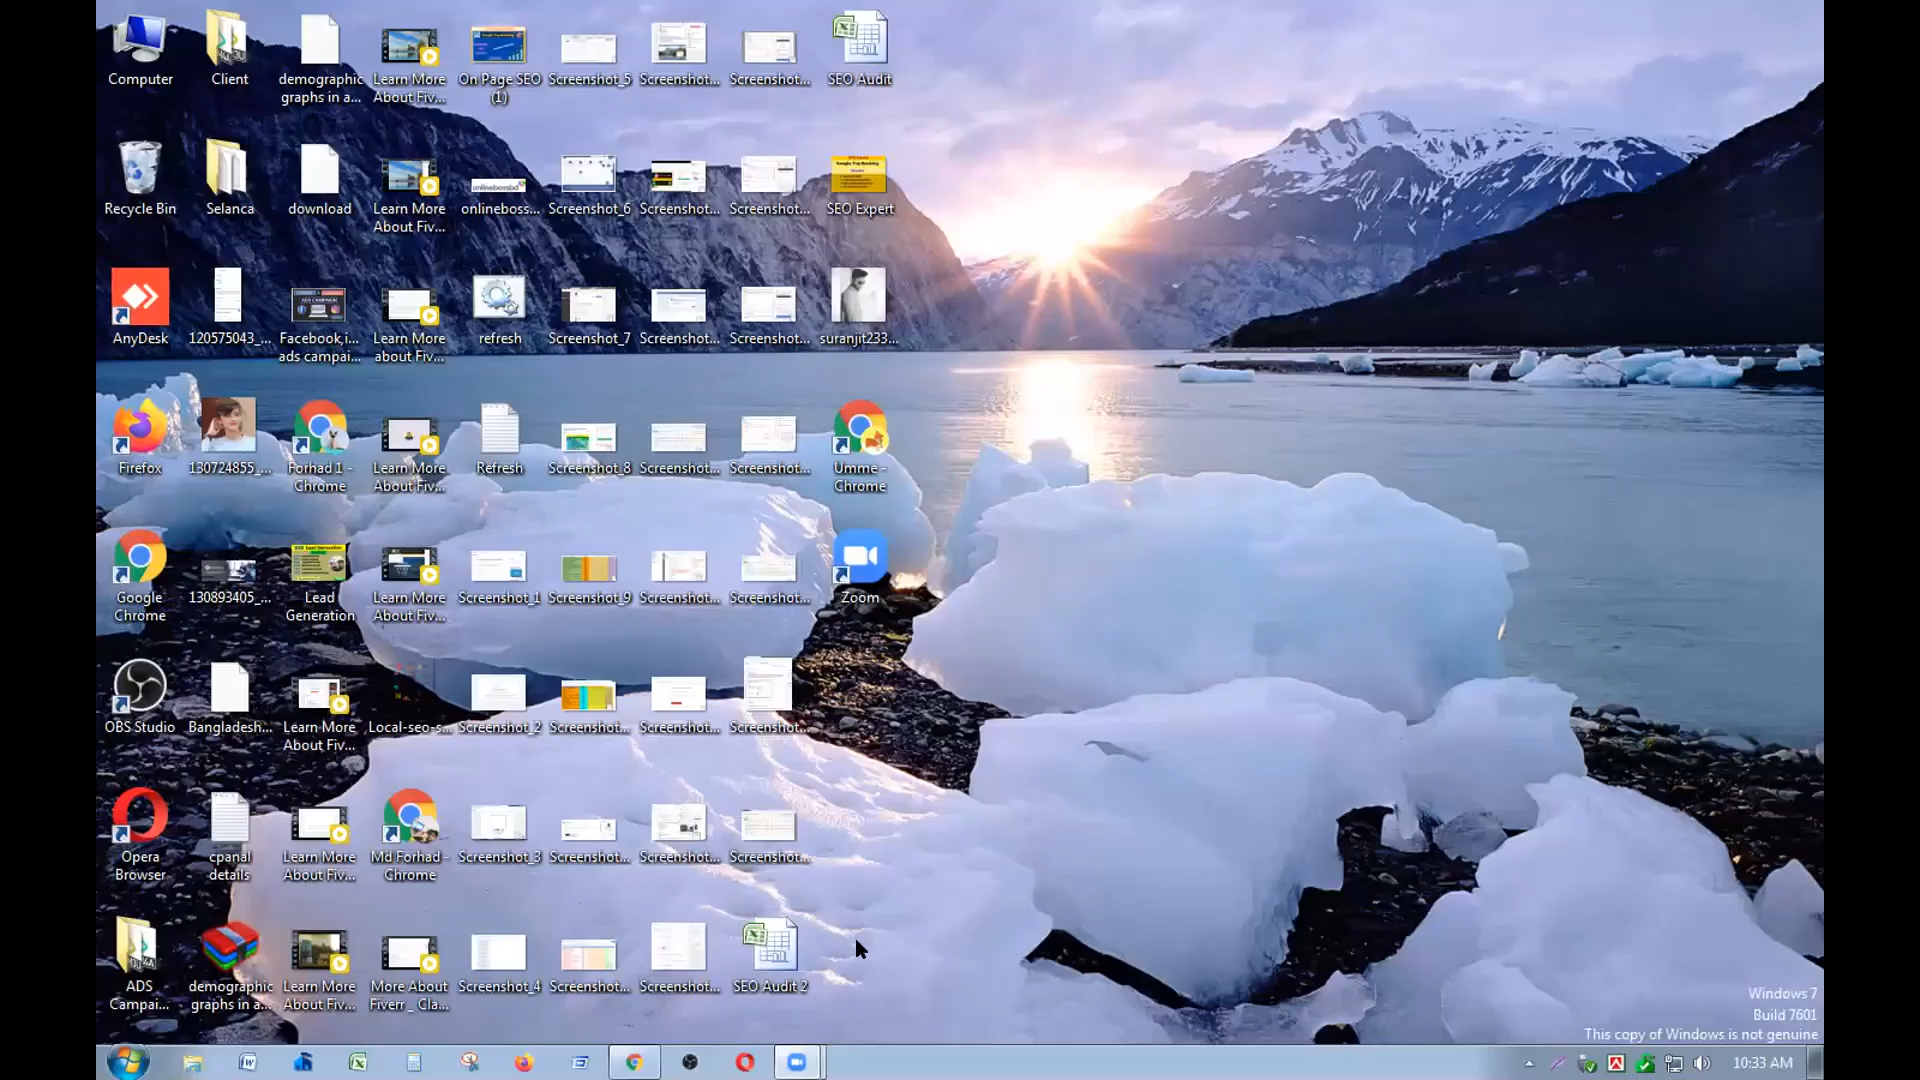 Computer
Client
demographic
graphs in a...
Learn More
About Fiv...
On Page SEO
(1)
Screenshot_5
Screenshot...
Screenshot...
SEO Audit
Recycle Bin
Selanca
download
Learn More
About Fiv...
onlineboss...
Screenshot_6
Screenshot...
Screenshot...
SEO Expert
AnyDesk
120575043_...
Facebook,i...
ads campai...
Learn More
about Fiv...
refresh
Screenshot_7
Screenshot...
Screenshot...
suranjit233...
Firefox
130724855_...
Forhad 1 -
Chrome
Learn More
About Fiv...
Refresh
Screenshot_8
Screenshot...
Screenshot...
Umme -
Chrome
Google
Chrome
130893405_...
Lead
Generation
Learn More
About Fiv...
Screenshot_1
Screenshot_9
Screenshot...
Screenshot...
Zoom
OBS Studio
Bangladesh...
Learn More
About Fiv...
Local-seo-s...
Screenshot_2
Screenshot...
Screenshot...
Screenshot...
Opera
Browser
cpanal
details
Learn More
About Fiv...
Md Forhad -
Chrome
Screenshot_3
Screenshot...
Screenshot...
Screenshot...
ADS
Campai...
demographic
graphs in a...
Learn More
About Fiv...
More About
Fiverr _ Cla...
Screenshot_4
Screenshot...
Screenshot...
SEO Audit 2
Windows 7
Build 7601
This copy of Windows is not genuine
10:33 AM